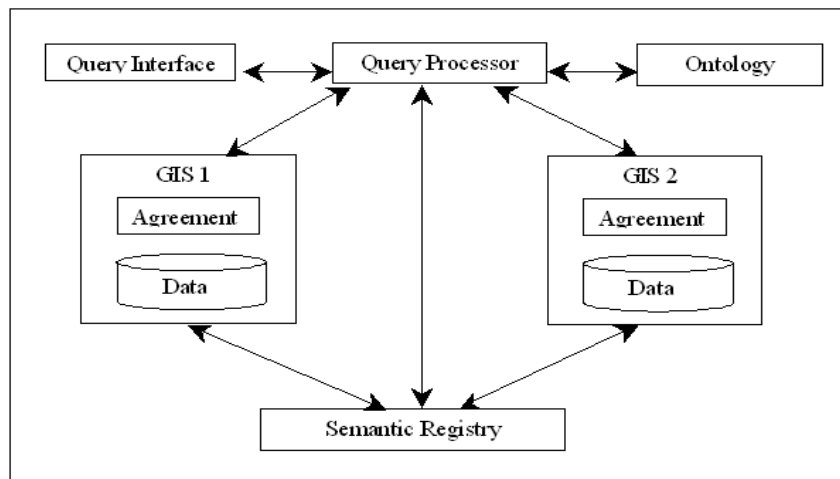 Query Interface
Query Processor
Ontology
GIS 1
Agreement
Data
GIS 2
Agreement
Data
Semantic Registry